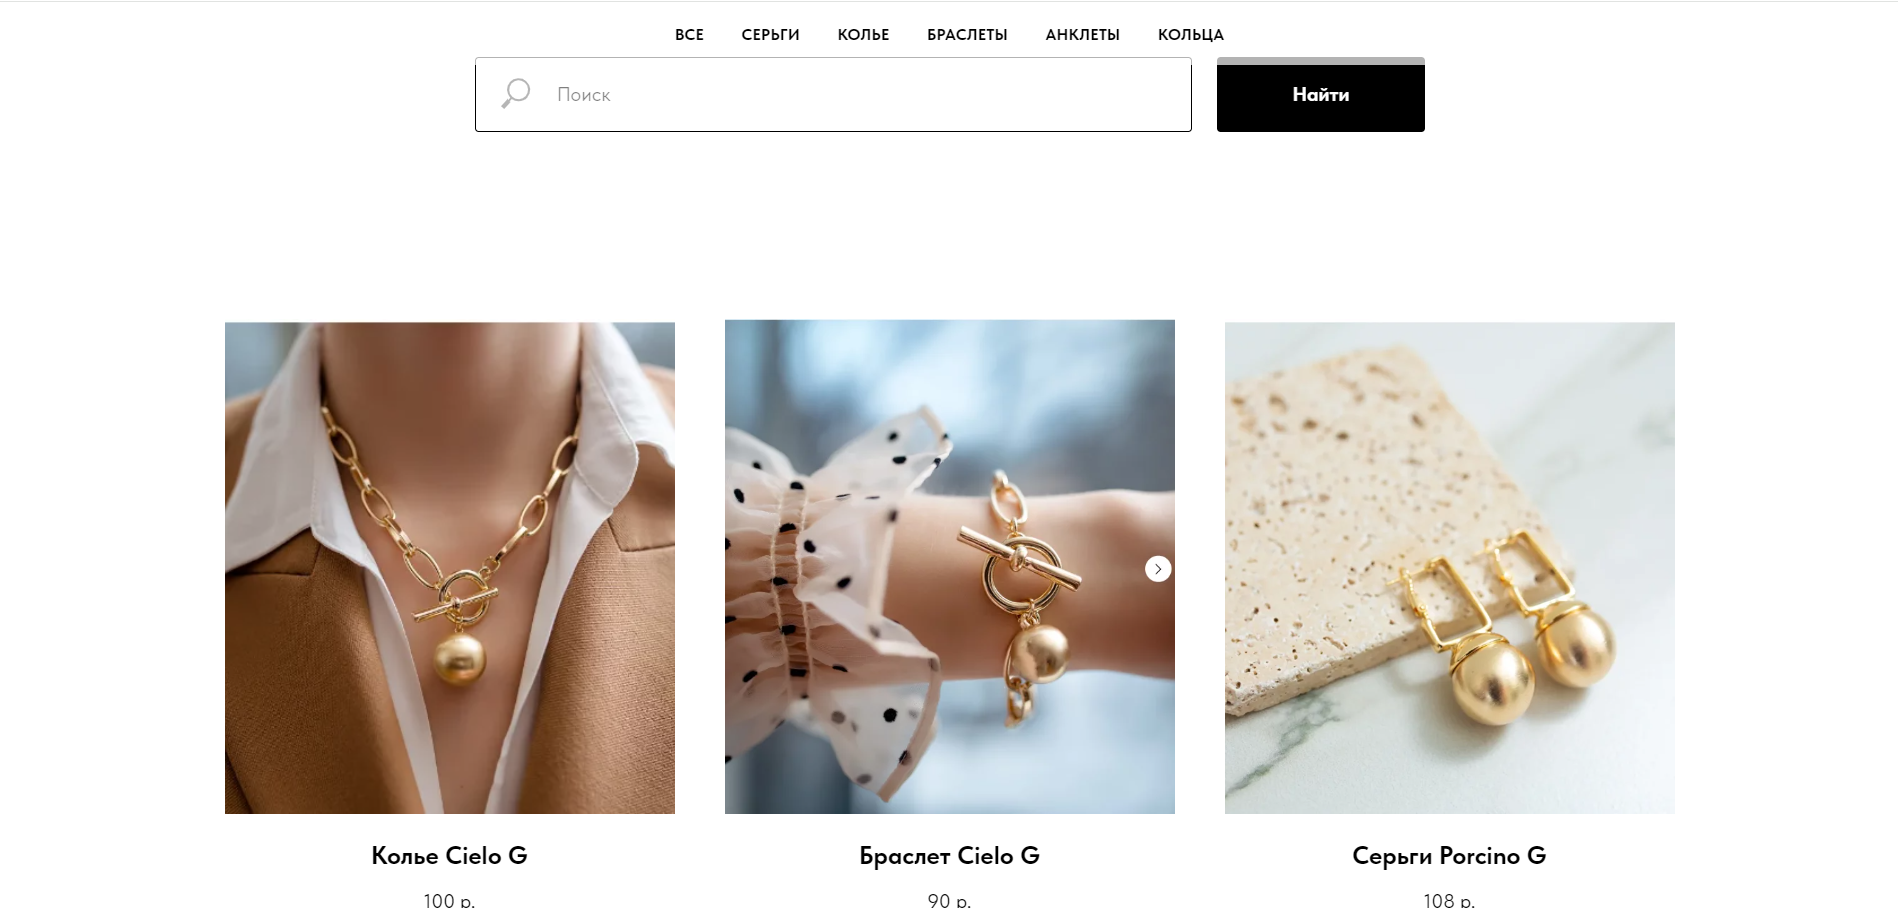 ВСЕ СЕРЬГИ КОЛЬЕ БРАСЛЕТЫ АНКЛЕТЫ КОЛЬЦА
Поиск Найти
Колье Cielo G Браслет Cielo G Серьги Porcino G
100 р. 90 р. 108 р.